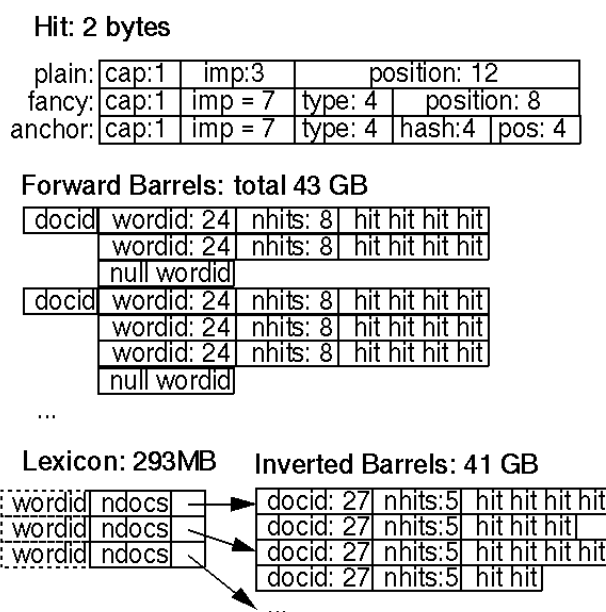 Hit: 2 bytes
plain: cap:1 imp:3 position: 12
fancy: cap:1 imp = 7 type: 4 position: 8
anchor: cap:1 imp = 7 type: 4 hash:4 pos: 4
Forward Barrels: total 43 GB
docid wordid: 24 nhits: 8 hit hit hit hit
wordid: 24 nhits: 8 hit hit hit hit
null wordid
docid wordid: 24 nhits: 8 hit hit hit hit
wordid: 24 nhits: 8 hit hit hit hit
wordid: 24 nhits: 8 hit hit hit hit
null wordid
...
Lexicon: 293MB
wordid ndocs
wordid ndocs
wordid ndocs
Inverted Barrels: 41 GB
docid: 27 nhits:5 hit hit hit hit
docid: 27 nhits:5 hit hit hit
docid: 27 nhits:5 hit hit hit hit
docid: 27 nhits:5 hit hit
...